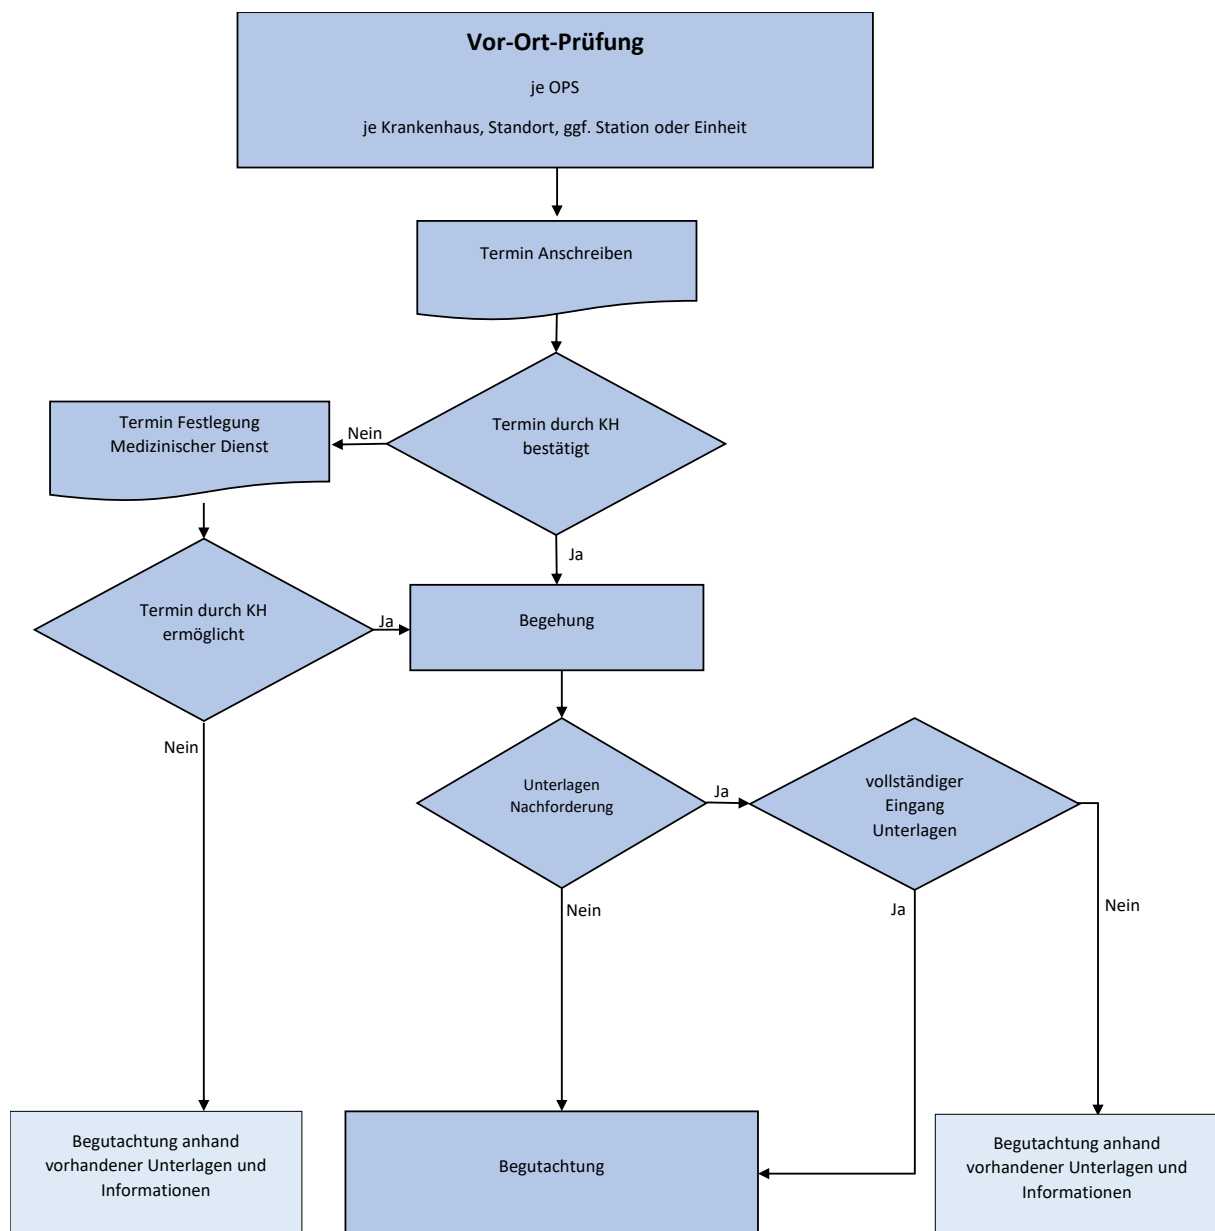 Vor-Ort-Prüfung
je OPS
je Krankenhaus, Standort, ggf. Station oder Einheit
Termin Anschreiben
Termin durch KH
bestätigt
Nein
Termin Festlegung
Medizinischer Dienst
Ja
Termin durch KH
ermöglicht
Ja
Begehung
Nein
Unterlagen
Nachforderung
Ja
vollständiger
Eingang
Unterlagen
Nein
Ja
Nein
Begutachtung anhand
vorhandener Unterlagen und
Informationen
Begutachtung
Begutachtung anhand
vorhandener Unterlagen und
Informationen